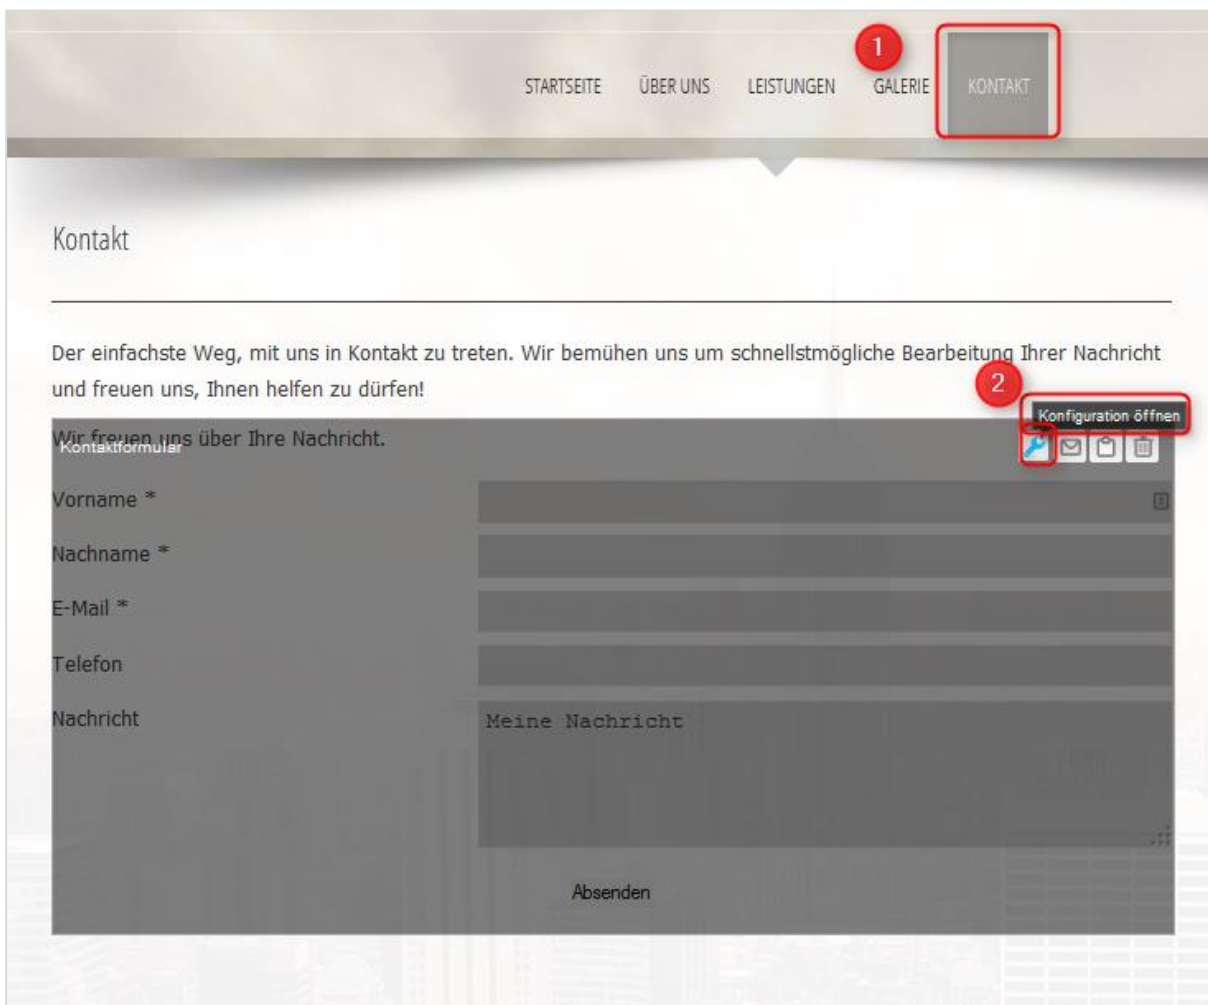 1
STARTSEITE ÜBER UNS LEISTUNGEN GALERIE KONTAKT
Kontakt
Der einfachste Weg, mit uns in Kontakt zu treten. Wir bemühen uns um schnellstmögliche Bearbeitung Ihrer Nachricht
und freuen uns, Ihnen helfen zu dürfen!
2
Konfiguration öffnen
Wir freuen uns über Ihre Nachricht.
Kontaktformular
Vorname *
Nachname *
E-Mail *
Telefon
Nachricht
Meine Nachricht
Absenden